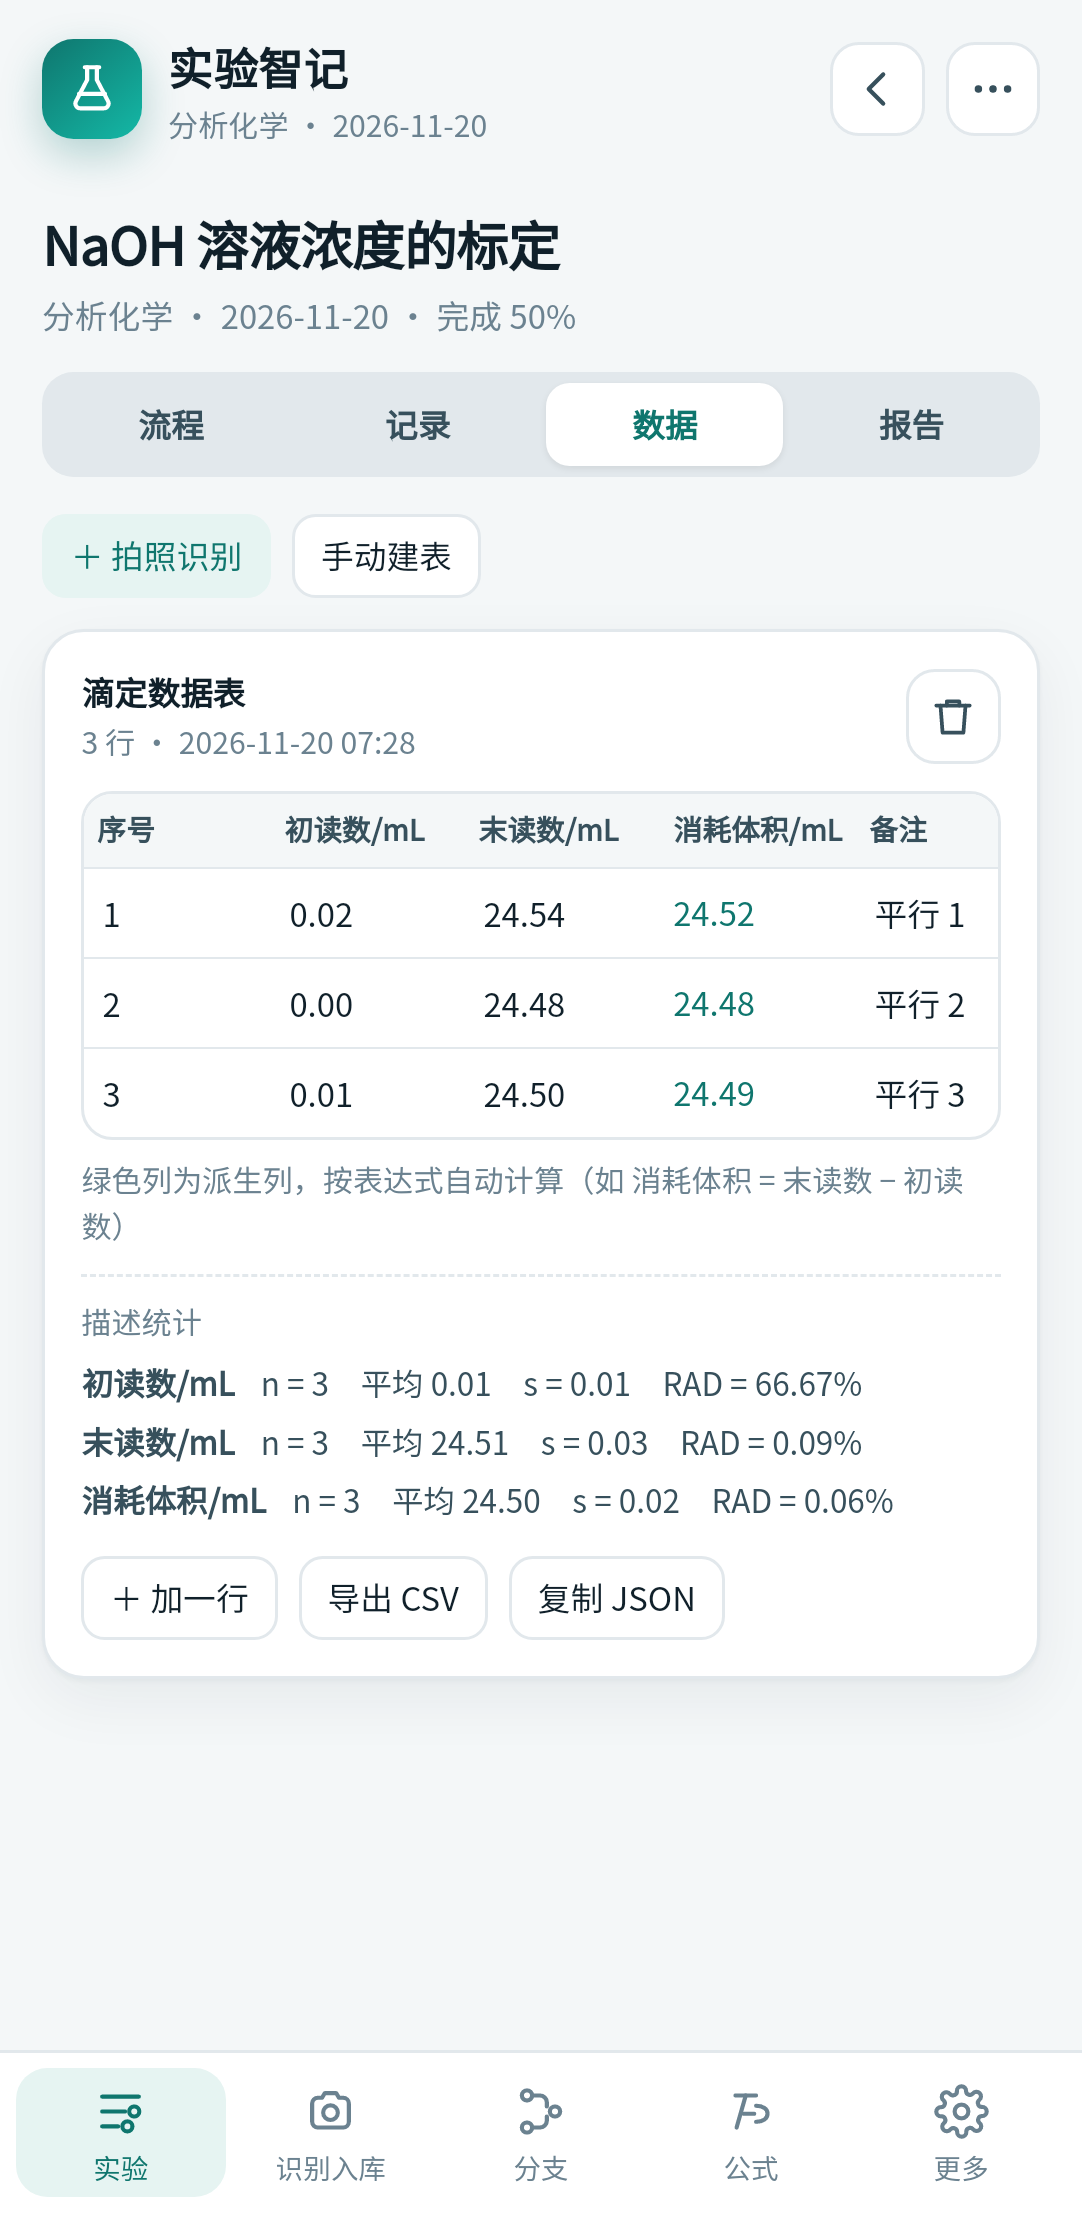 实验智记
分析化学 • 2026-11-20
NaOH 溶液浓度的标定
分析化学 • 2026-11-20 • 完成 50%
流程 记录 数据 报告
＋ 拍照识别 手动建表
滴定数据表
3 行 • 2026-11-20 07:28
序号 初读数/mL 末读数/mL 消耗体积/mL 备注
1 0.02 24.54 24.52 平行 1
2 0.00 24.48 24.48 平行 2
3 0.01 24.50 24.49 平行 3
绿色列为派生列，按表达式自动计算（如 消耗体积 = 末读数 − 初读
数）
描述统计
初读数/mL n = 3 平均 0.01 s = 0.01 RAD = 66.67%
末读数/mL n = 3 平均 24.51 s = 0.03 RAD = 0.09%
消耗体积/mL n = 3 平均 24.50 s = 0.02 RAD = 0.06%
＋ 加一行 导出 CSV 复制 JSON
实验 识别入库 分支 公式 更多